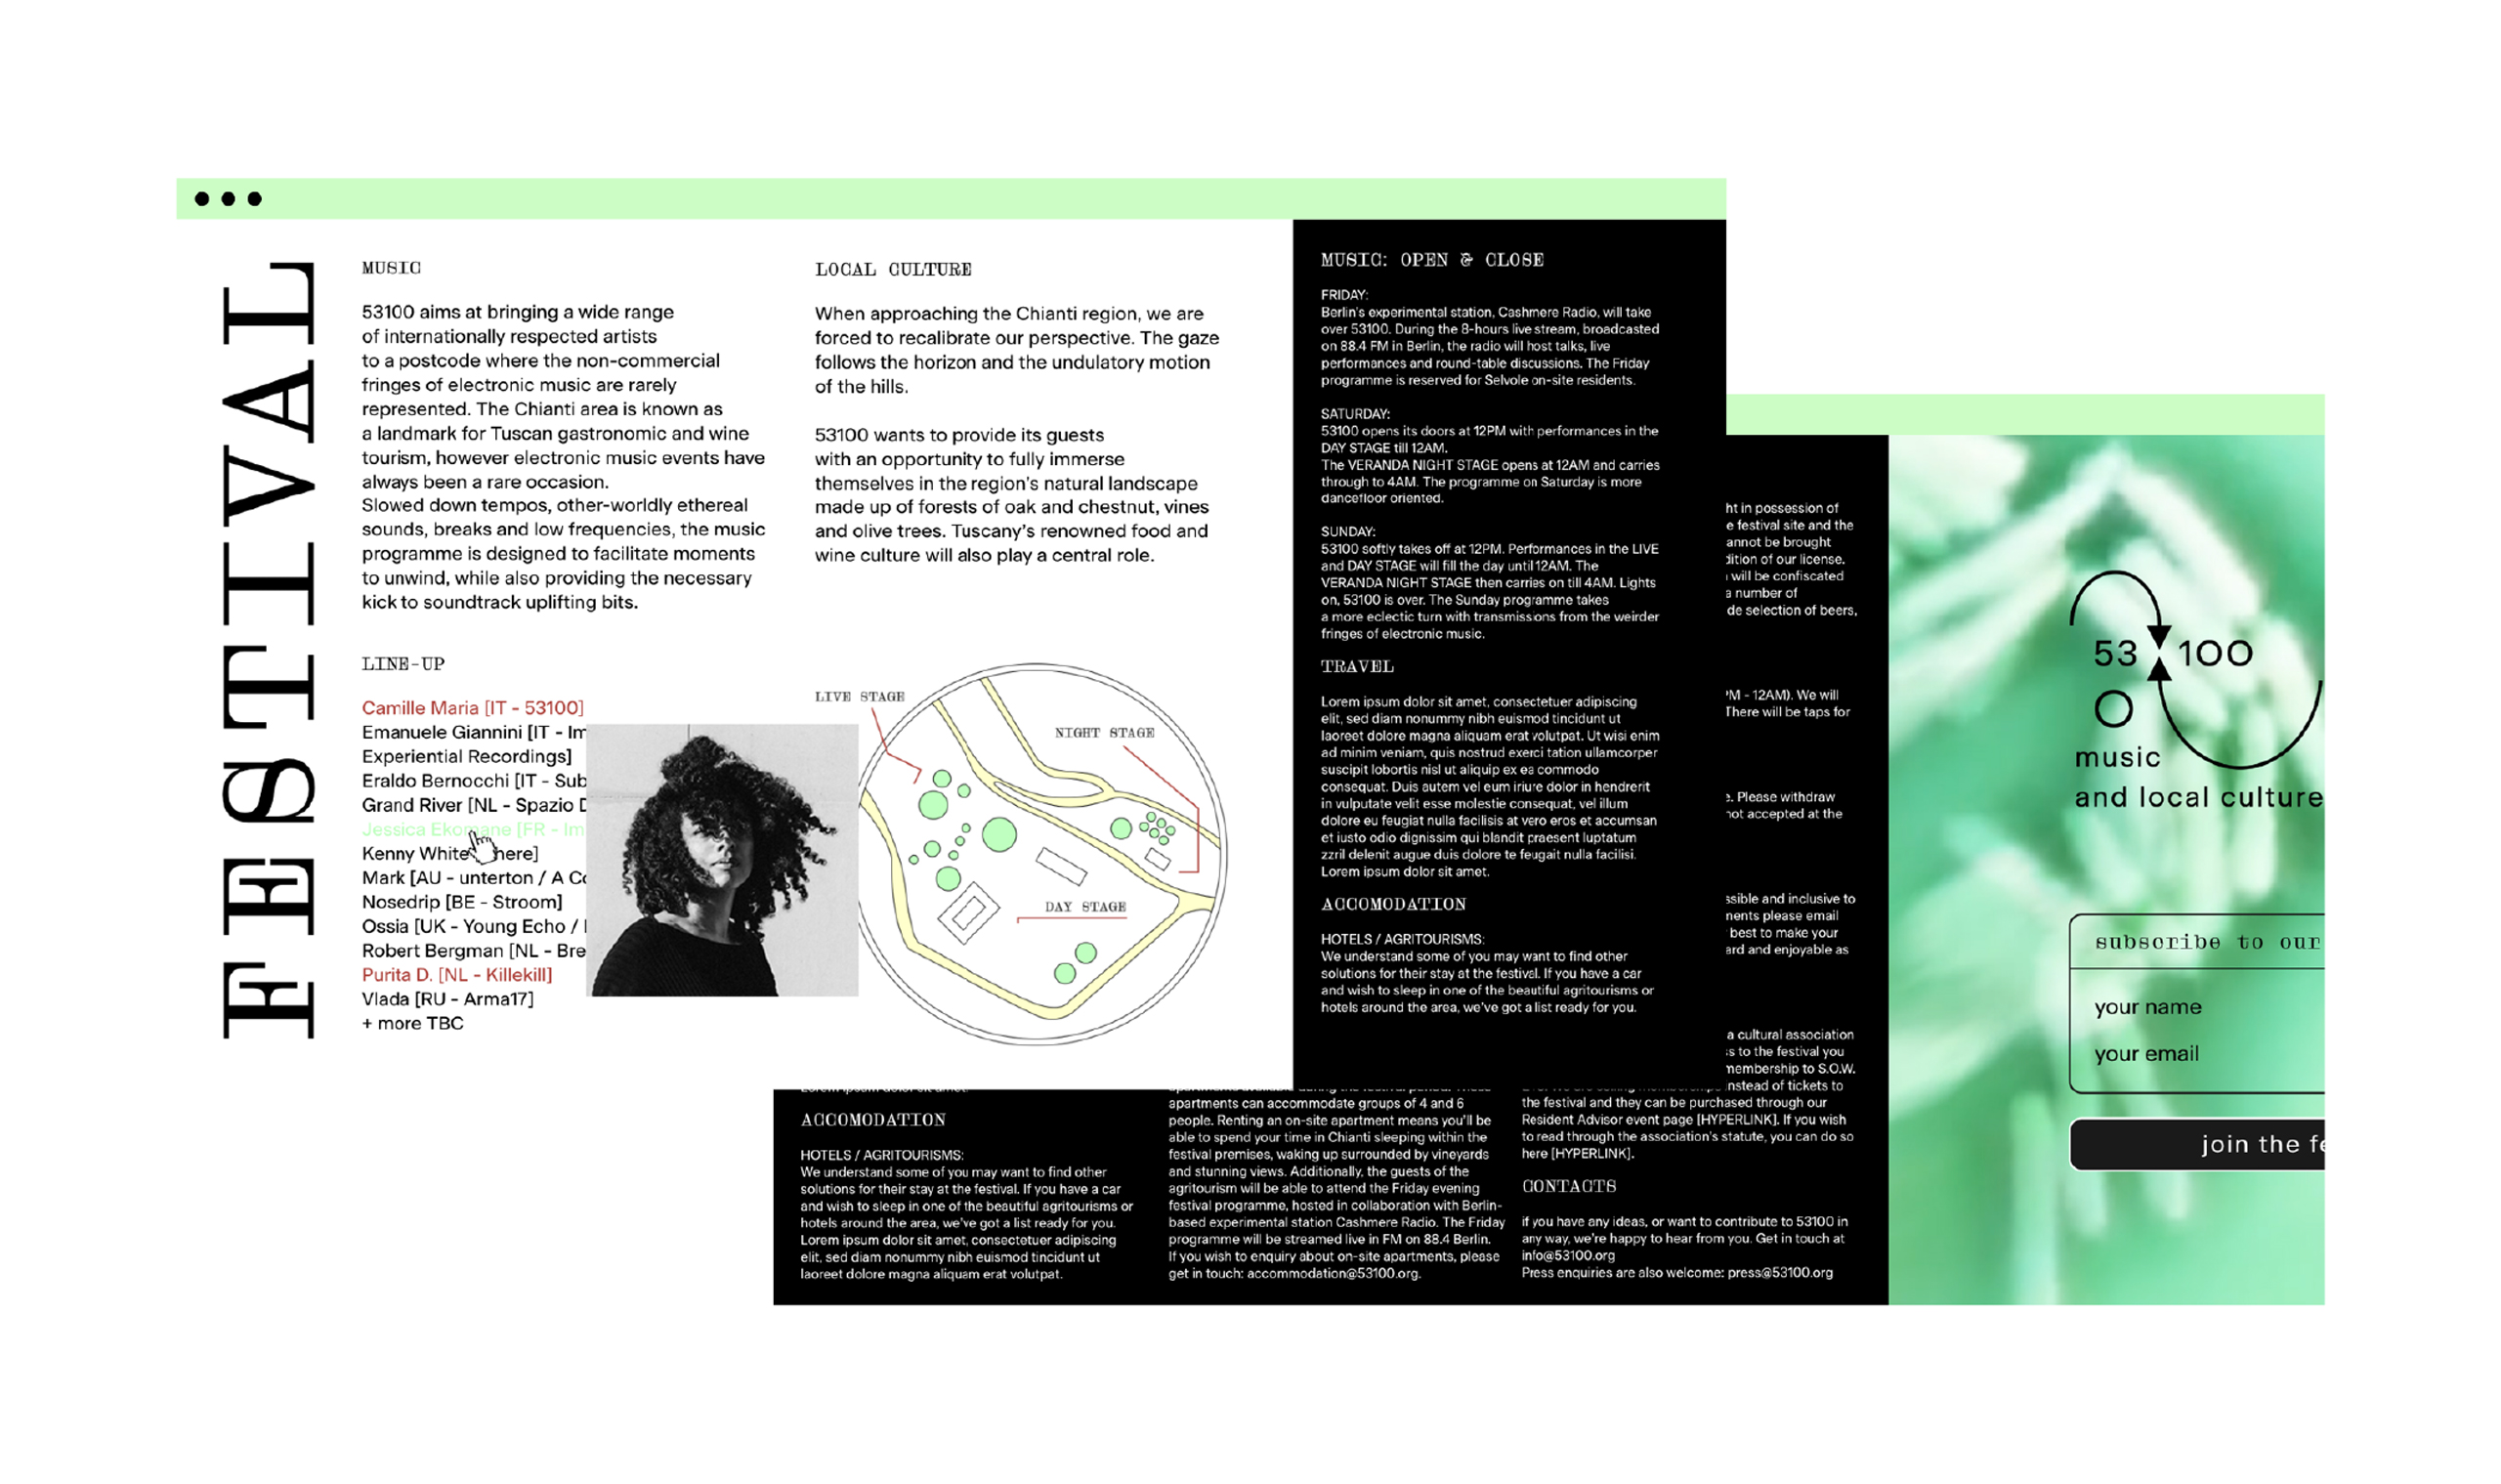 FESTIVAL
MUSIC
53100 aims at bringing a wide range
of internationally respected artists
to a postcode where the non-commercial
fringes of electronic music are rarely
represented. The Chianti area is known as
a landmark for Tuscan gastronomic and wine
tourism, however electronic music events have
always been a rare occasion.
Slowed down tempos, other-worldly ethereal
sounds, breaks and low frequencies, the music
programme is designed to facilitate moments
to unwind, while also providing the necessary
kick to soundtrack uplifting bits.
LINE-UP
Camille Maria [IT - 53100]
Emanuele Giannini [IT - Im
Experiential Recordings]
Eraldo Bernocchi [IT - Sub
Grand River [NL - Spazio D
Jessica Ekomane [FR - Im
Kenny White here]
Mark [AU - unterton / A Co
Nosedrip [BE - Stroom]
Ossia [UK - Young Echo /
Robert Bergman [NL - Bre
Purita D. [NL - Killekill]
Vlada [RU - Arma17]
+ more TBC
LOCAL CULTURE
When approaching the Chianti region, we are
forced to recalibrate our perspective. The gaze
follows the horizon and the undulatory motion
of the hills.
53100 wants to provide its guests
with an opportunity to fully immerse
themselves in the region's natural landscape
made up of forests of oak and chestnut, vines
and olive trees. Tuscany's renowned food and
wine culture will also play a central role.
LIVE STAGE
NIGHT STAGE
DAY STAGE
MUSIC: OPEN & CLOSE
FRIDAY:
Berlin's experimental station, Cashmere Radio, will take
over 53100. During the 8-hours live stream, broadcasted
on 88.4 FM in Berlin, the radio will host talks, live
performances and round-table discussions. The Friday
programme is reserved for Selvole on-site residents.
SATURDAY:
53100 opens its doors at 12PM with performances in the
DAY STAGE till 12AM.
The VERANDA NIGHT STAGE opens at 12AM and carries
through to 4AM. The programme on Saturday is more
dancefloor oriented.
SUNDAY:
53100 softly takes off at 12PM. Performances in the LIVE
and DAY STAGE will fill the day until 12AM. The
VERANDA NIGHT STAGE then carries on till 4AM. Lights
on, 53100 is over. The Sunday programme takes
a more eclectic turn with transmissions from the weirder
fringes of electronic music.
TRAVEL
Lorem ipsum dolor sit amet, consectetuer adipiscing
elit, sed diam nonummy nibh euismod tincidunt ut
laoreet dolore magna aliquam erat volutpat. Ut wisi enim
ad minim veniam, quis nostrud exerci tation ullamcorper
suscipit lobortis nisl ut aliquip ex ea commodo
consequat. Duis autem vel eum iriure dolor in hendrerit
in vulputate velit esse molestie consequat, vel illum
dolore eu feugiat nulla facilisis at vero eros et accumsan
et iusto odio dignissim qui blandit praesent luptatum
zzril delenit augue duis dolore te feugait nulla facilisi.
Lorem ipsum dolor sit amet.
ACCOMODATION
HOTELS / AGRITOURISMS:
We understand some of you may want to find other
solutions for their stay at the festival. If you have a car
and wish to sleep in one of the beautiful agritourisms or
hotels around the area, we've got a list ready for you.
ACCOMODATION
HOTELS / AGRITOURISMS:
We understand some of you may want to find other
solutions for their stay at the festival. If you have a car
and wish to sleep in one of the beautiful agritourisms or
hotels around the area, we've got a list ready for you.
Lorem ipsum dolor sit amet, consectetuer adipiscing
elit, sed diam nonummy nibh euismod tincidunt ut
laoreet dolore magna aliquam erat volutpat.
apartments can accommodate groups of 4 and 6
people. Renting an on-site apartment means you'll be
able to spend your time in Chianti sleeping within the
festival premises, waking up surrounded by vineyards
and stunning views. Additionally, the guests of the
agritourism will be able to attend the Friday evening
festival programme, hosted in collaboration with Berlin-
based experimental station Cashmere Radio. The Friday
programme will be streamed live in FM on 88.4 Berlin.
If you wish to enquiry about on-site apartments, please
get in touch: accommodation@53100.org.
ht in possession of
e festival site and the
annot be brought
dition of our license.
will be confiscated
a number of
de selection of beers,
PM - 12AM). We will
There will be taps for
e. Please withdraw
not accepted at the
ssible and inclusive to
ments please email
best to make your
ard and enjoyable as
a cultural association
s to the festival you
membership to S.O.W.
instead of tickets to
the festival and they can be purchased through our
Resident Advisor event page [HYPERLINK]. If you wish
to read through the association's statute, you can do so
here [HYPERLINK].
CONTACTS
if you have any ideas, or want to contribute to 53100 in
any way, we're happy to hear from you. Get in touch at
info@53100.org
Press enquiries are also welcome: press@53100.org
53 100
music
and local culture
subscribe to our
your name
your email
join the fe